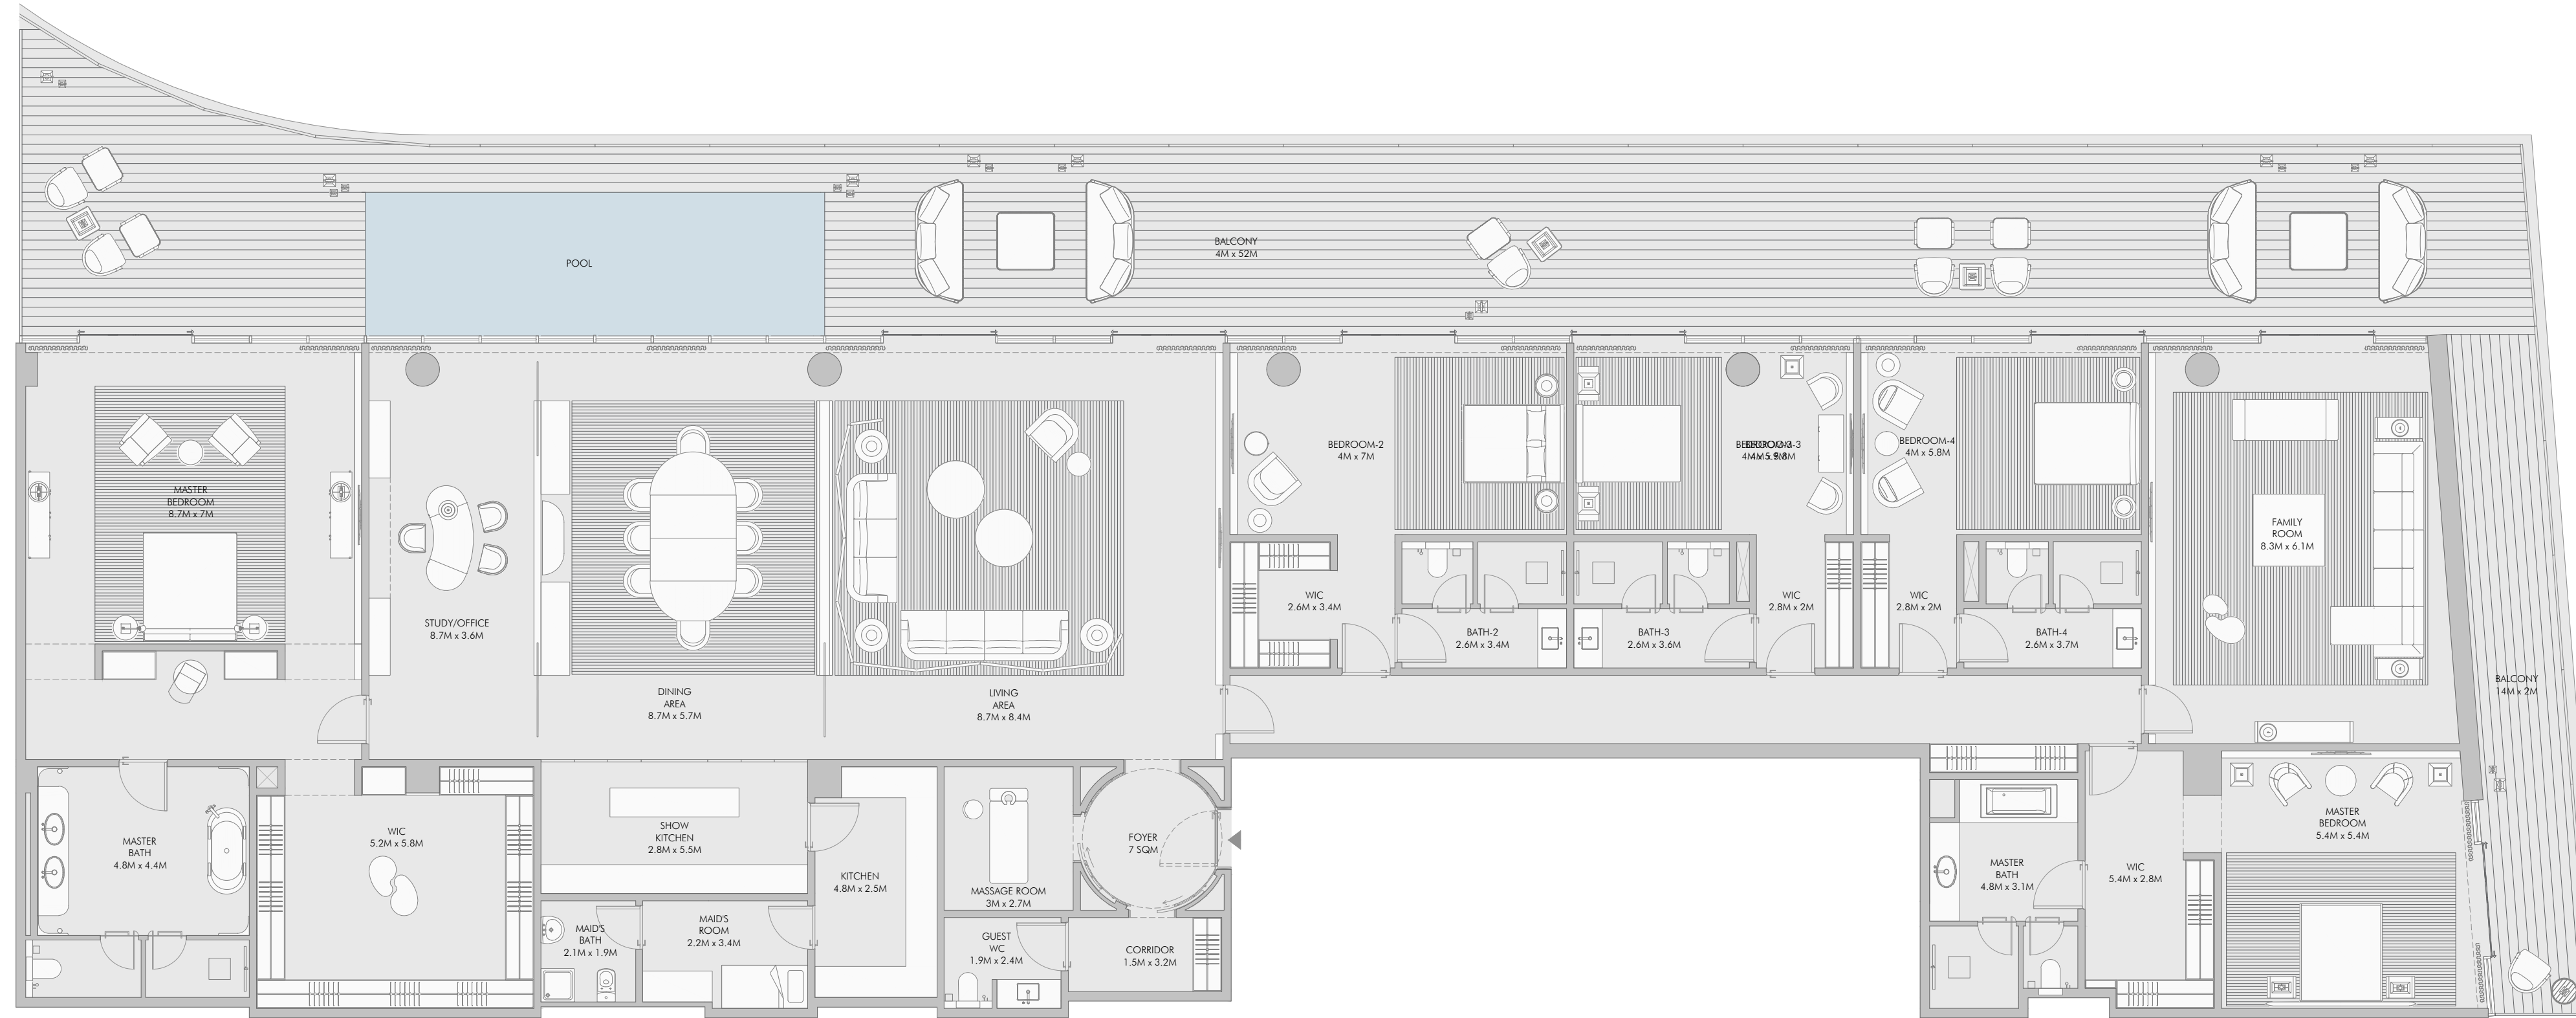 POOL
BALCONY
4M x 52M
MASTER
BEDROOM
8.7M x 7M
STUDY/OFFICE
8.7M x 3.6M
DINING
AREA
8.7M x 5.7M
LIVING
AREA
8.7M x 8.4M
BEDROOM-2
4M x 7M
BEDROOM-4
4M x 5.8M
FAMILY
ROOM
8.3M x 6.1M
WIC
2.6M x 3.4M
BATH-2
2.6M x 3.4M
BATH-3
2.6M x 3.6M
WIC
2.8M x 2M
WIC
2.8M x 2M
BATH-4
2.6M x 3.7M
BALCONY
14M x 2M
MASTER
BATH
4.8M x 4.4M
WIC
5.2M x 5.8M
SHOW
KITCHEN
2.8M x 5.5M
KITCHEN
4.8M x 2.5M
MAID'S
BATH
2.1M x 1.9M
MAID'S
ROOM
2.2M x 3.4M
MASSAGE ROOM
3M x 2.7M
FOYER
7 SQM
GUEST
WC
1.9M x 2.4M
CORRIDOR
1.5M x 3.2M
MASTER
BATH
4.8M x 3.1M
WIC
5.4M x 2.8M
MASTER
BEDROOM
5.4M x 5.4M